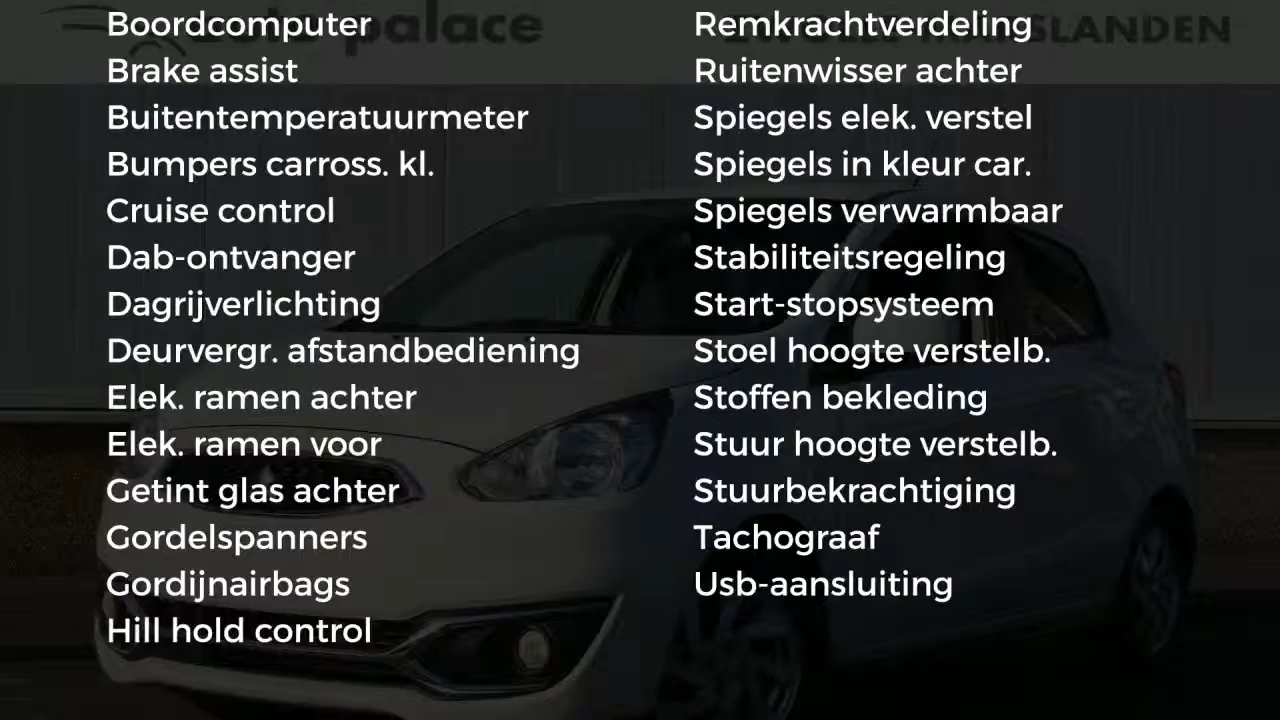 auto palace
Boordcomputer
Brake assist
Buitentemperatuurmeter
Bumpers carross. kl.
Cruise control
Dab-ontvanger
Dagrijverlichting
Deurvergr. afstandbediening
Elek. ramen achter
Elek. ramen voor
Getint glas achter
Gordelspanners
Gordijnairbags
Hill hold control
Remkrachtverdeling
Ruitenwisser achter
Spiegels elek. verstel
Spiegels in kleur car.
Spiegels verwarmbaar
Stabiliteitsregeling
Start-stopsysteem
Stoel hoogte verstelb.
Stoffen bekleding
Stuur hoogte verstelb.
Stuurbekrachtiging
Tachograaf
Usb-aansluiting